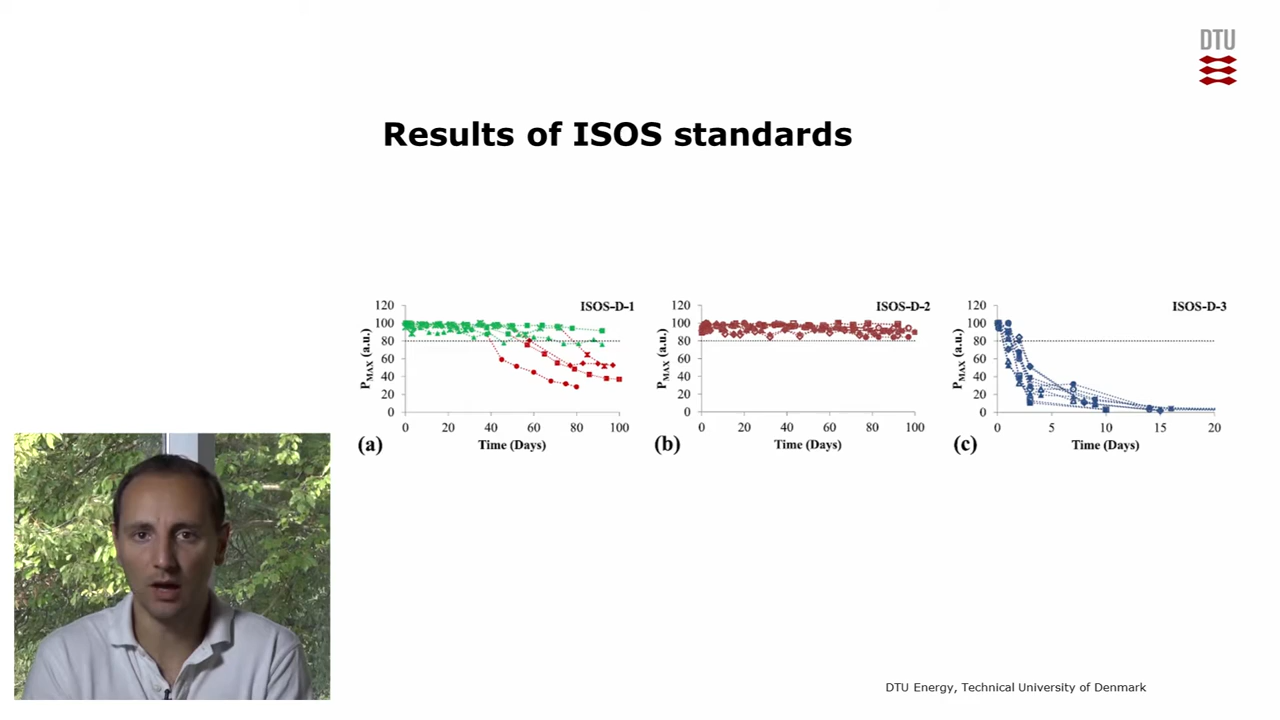 DTU
Results of ISOS standards
120
100
80
60
40
20
0
P_MAX (a.u.)
ISOS-D-1
0 20 40 60 80 100
Time (Days)
(a)
120
100
80
60
40
20
0
P_MAX (a.u.)
ISOS-D-2
0 20 40 60 80 100
Time (Days)
(b)
120
100
80
60
40
20
0
P_MAX (a.u.)
ISOS-D-3
0 5 10 15 20
Time (Days)
(c)
DTU Energy, Technical University of Denmark